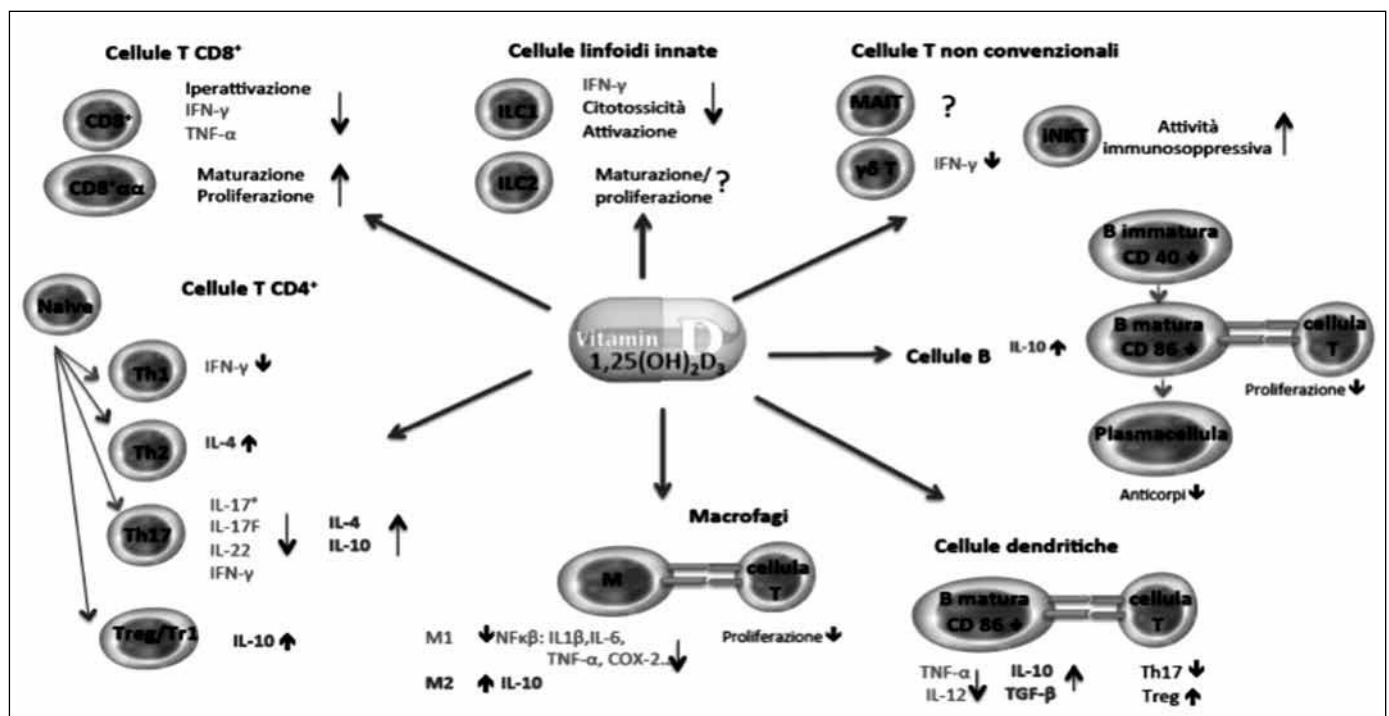 Cellule T CD8⁺
CD8⁺
Iperattivazione
IFN-γ
TNF-α
↓
CD8⁺αα
Maturazione
Proliferazione
↑
Cellule linfoidi innate
ILC1
IFN-γ
Citotossicità
Attivazione
↓
ILC2
Maturazione/
proliferazione ?
Cellule T non convenzionali
MAIT
?
γδ T
IFN-γ ↓
iNKT
Attività
immunosoppressiva ↑
Cellule T CD4⁺
Naive
Th1
IFN-γ ↓
Th2
IL-4 ↑
Th17
IL-17⁺
IL-17F
IL-22
IFN-γ
↓
IL-4
IL-10
↑
Treg/Tr1
IL-10 ↑
Vitamin D
1,25(OH)₂D₃
Cellule B
IL-10 ↑
B immatura
CD 40 ↓
B matura
CD 86 ↓
cellula
T
Proliferazione ↓
Plasmacellula
Anticorpi ↓
Macrofagi
M
cellula
T
M1 ↓ NFκβ: IL1β,IL-6,
TNF-α, COX-2.. ↓
Proliferazione ↓
M2 ↑ IL-10
Cellule dendritiche
B matura
CD 86 ↓
cellula
T
TNF-α
IL-12
↓
IL-10
TGF-β
↑
Th17 ↓
Treg ↑